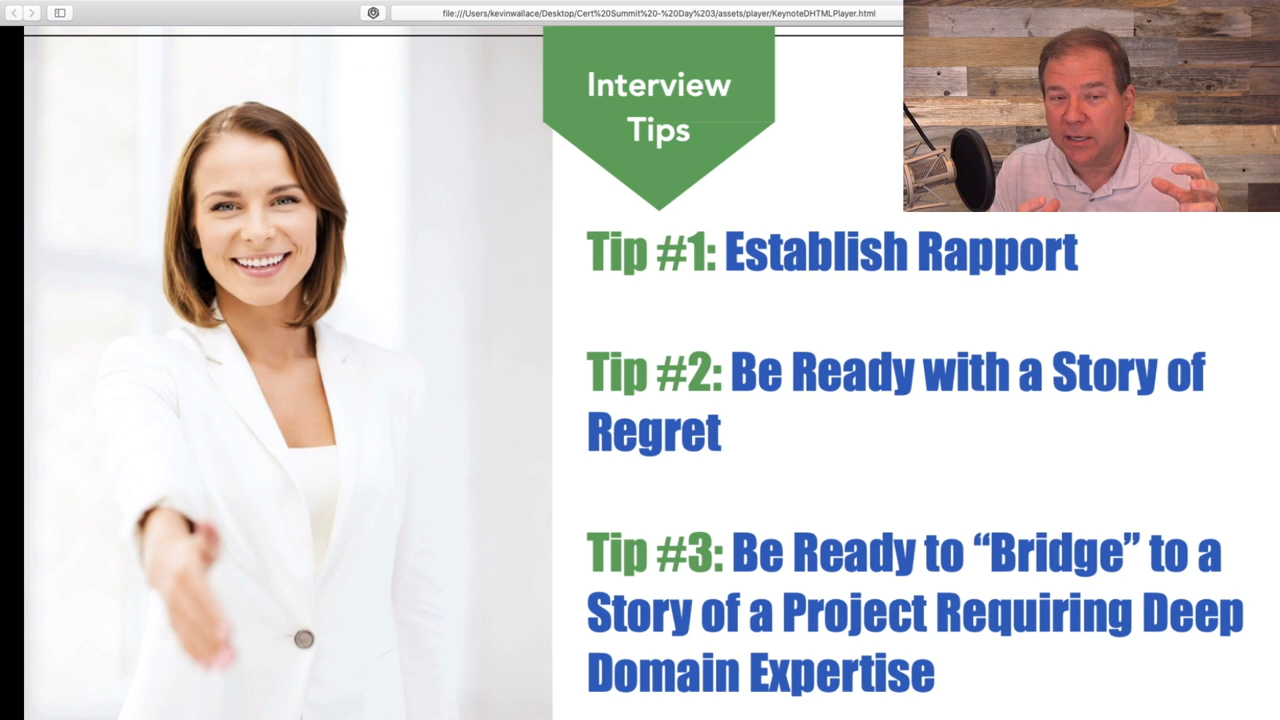 file:///Users/kevinwallace/Desktop/Cert%20Summit%20-%20Day%203/assets/player/KeynoteDHTMLPlayer.html
Interview
Tips
Tip #1: Establish Rapport
Tip #2: Be Ready with a Story of
Regret
Tip #3: Be Ready to “Bridge” to a
Story of a Project Requiring Deep
Domain Expertise